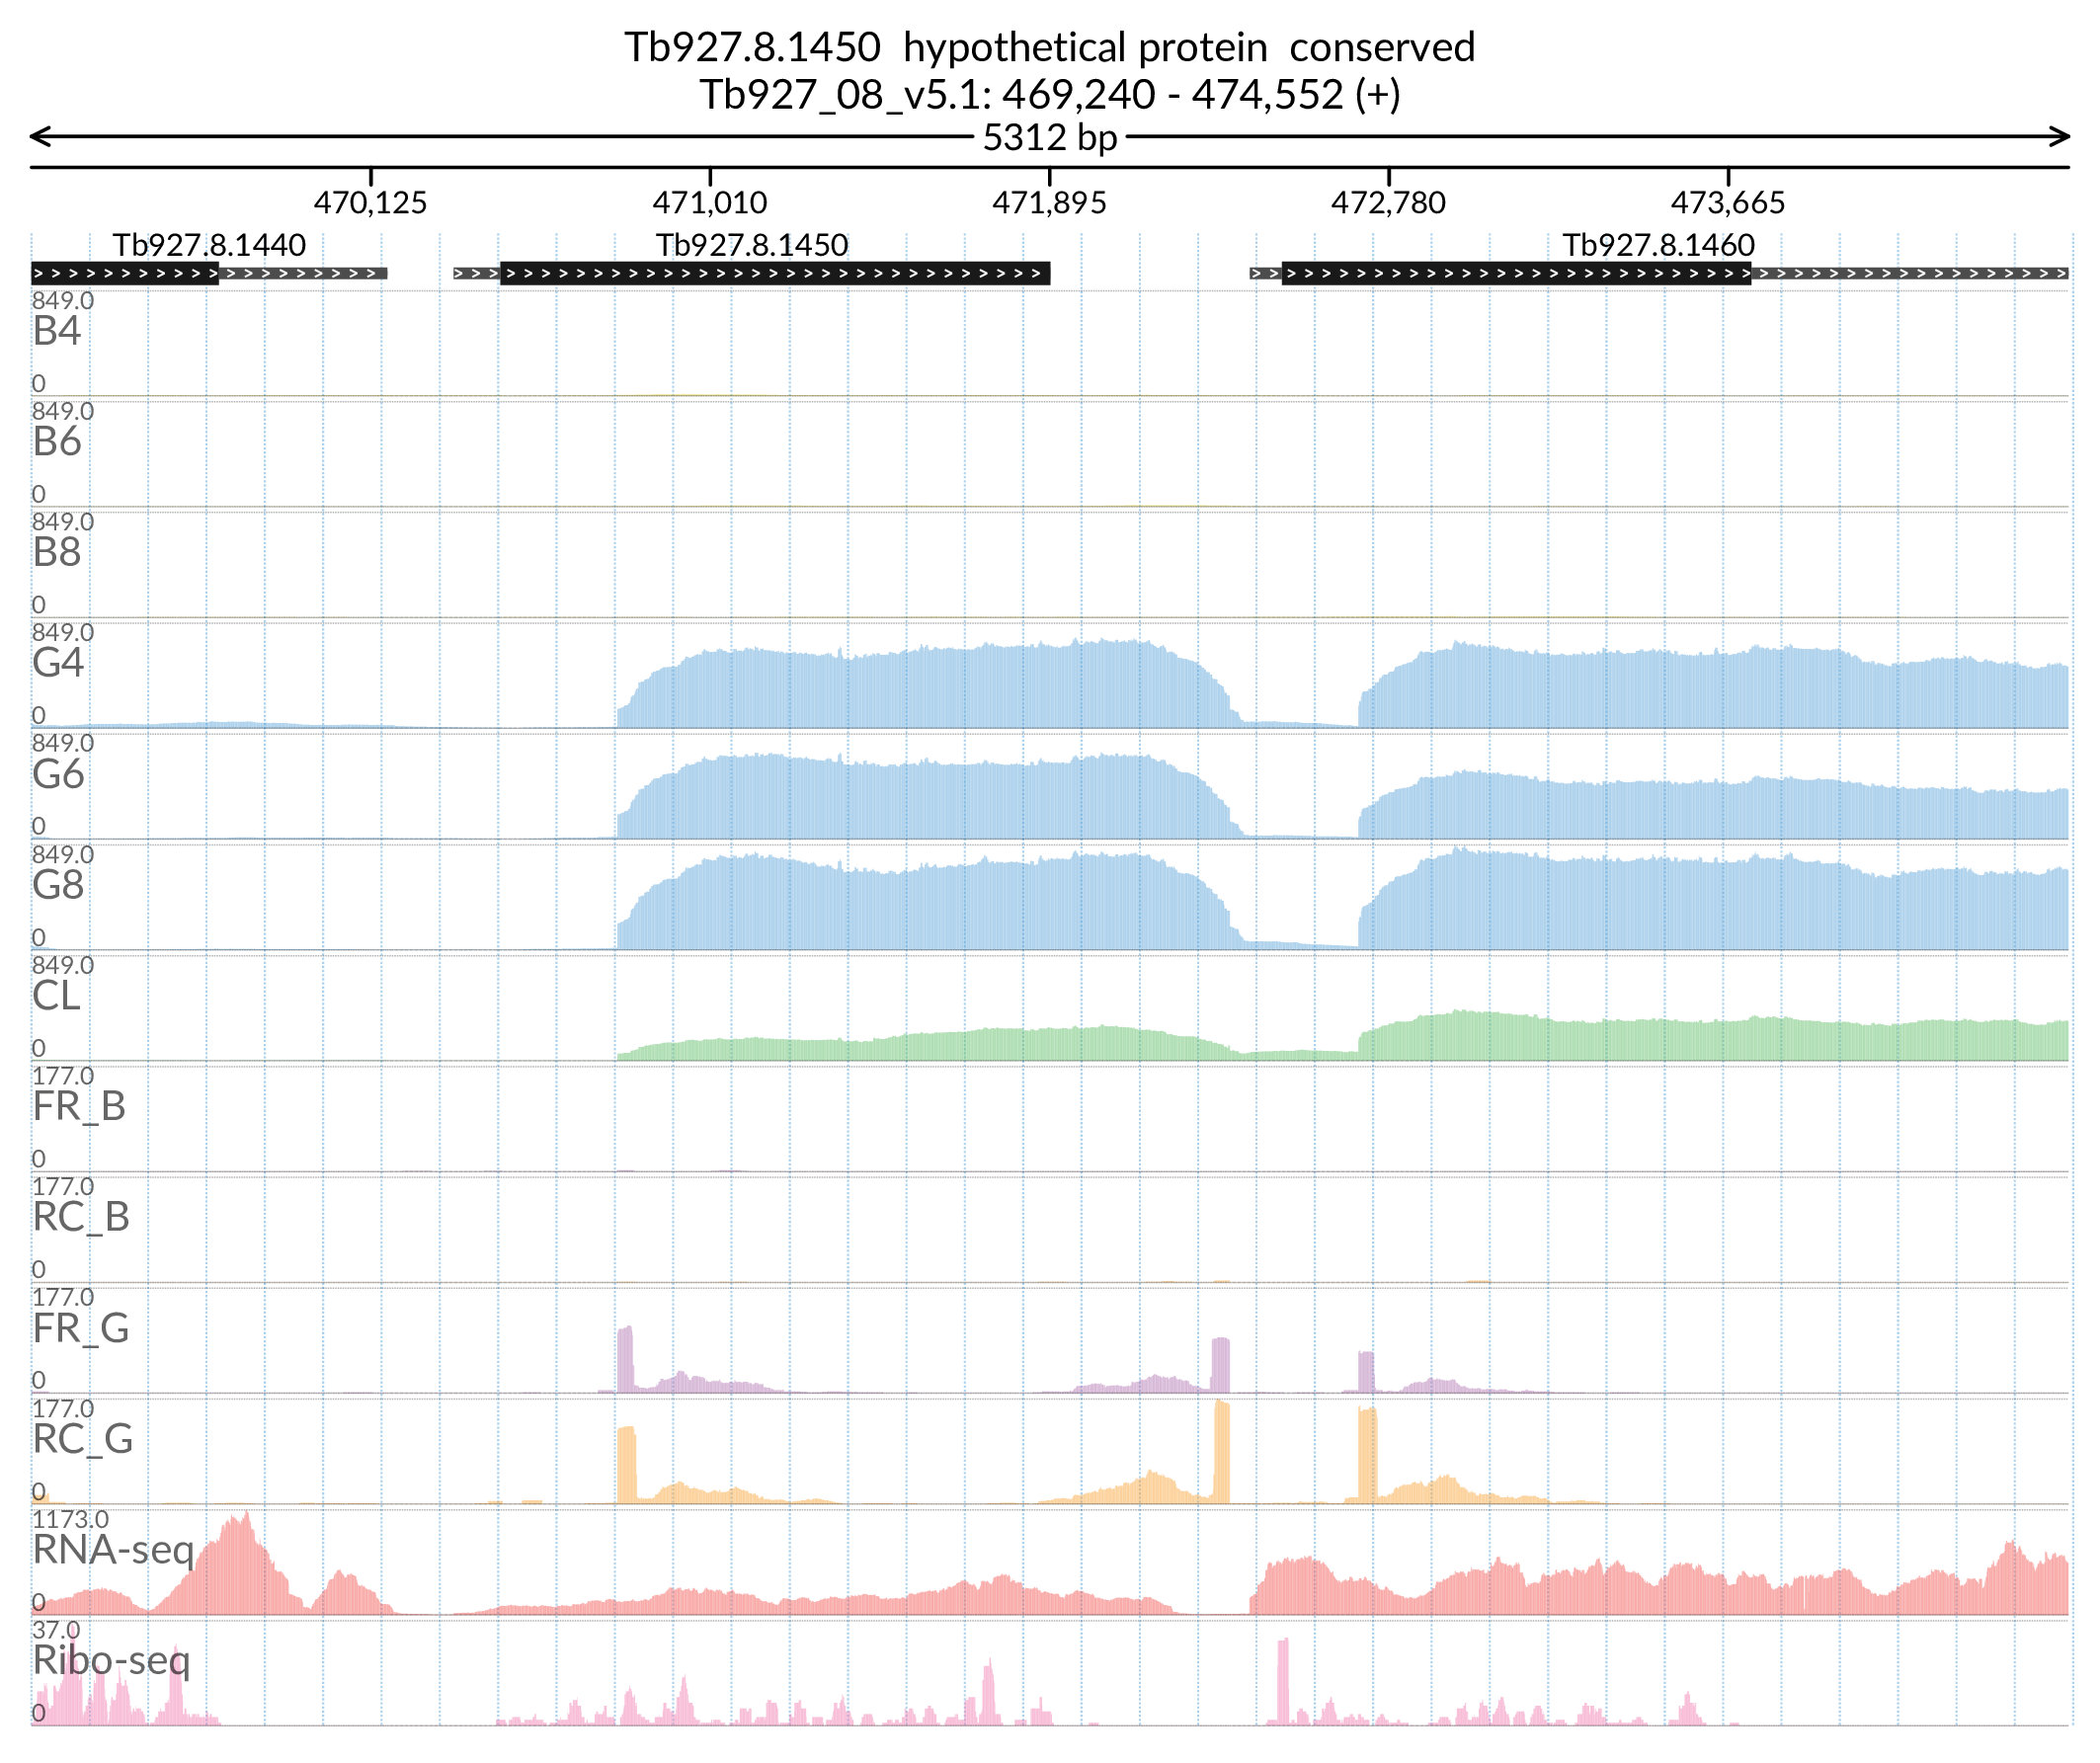 Tb927.8.1450 hypothetical protein conserved
Tb927_08_v5.1: 469,240 - 474,552 (+)
5312 bp
470,125 471,010 471,895 472,780 473,665
Tb927.8.1440 Tb927.8.1450 Tb927.8.1460
849.0
B4
0
849.0
B6
0
849.0
B8
0
849.0
G4
0
849.0
G6
0
849.0
G8
0
849.0
CL
0
177.0
FR_B
0
177.0
RC_B
0
177.0
FR_G
0
177.0
RC_G
0
1173.0
RNA-seq
0
37.0
Ribo-seq
0